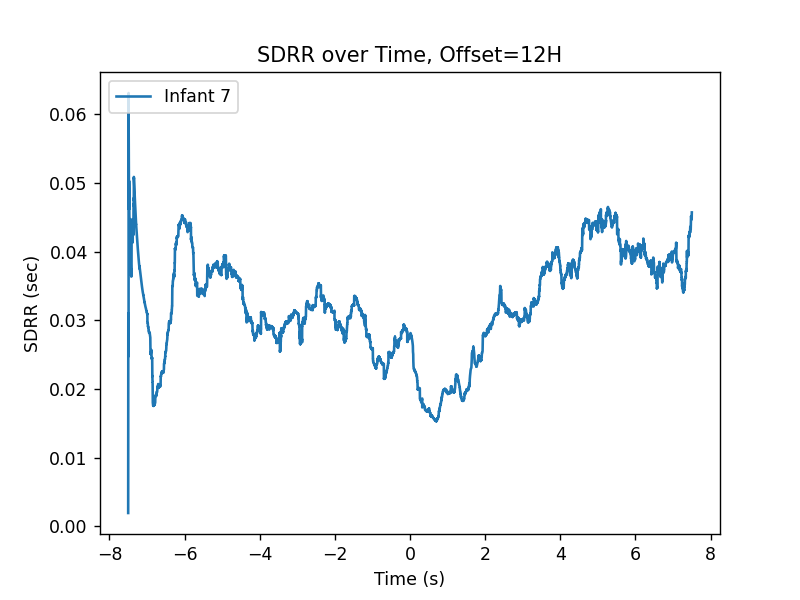 SDRR over Time, Offset=12H
Infant 7
0.06
0.05
0.04
0.03
0.02
0.01
0.00
SDRR (sec)
−8 −6 −4 −2 0 2 4 6 8
Time (s)